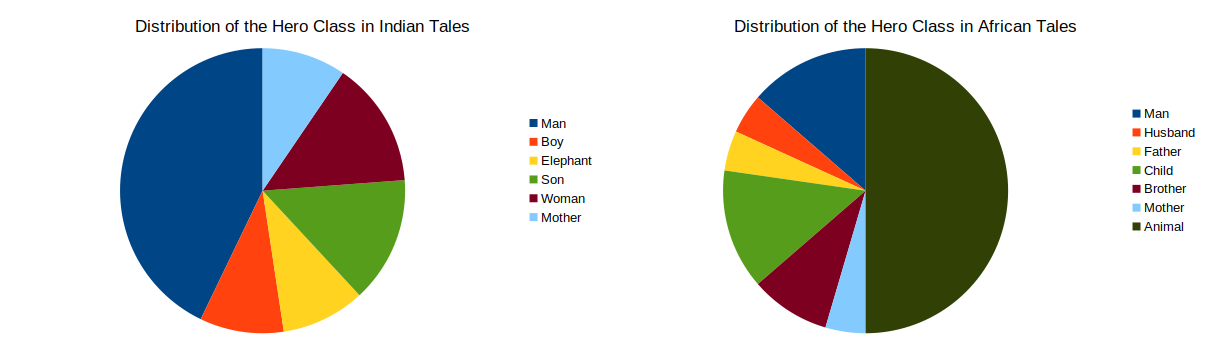 Distribution of the Hero Class in Indian Tales
Man
Boy
Elephant
Son
Woman
Mother
Distribution of the Hero Class in African Tales
Man
Husband
Father
Child
Brother
Mother
Animal